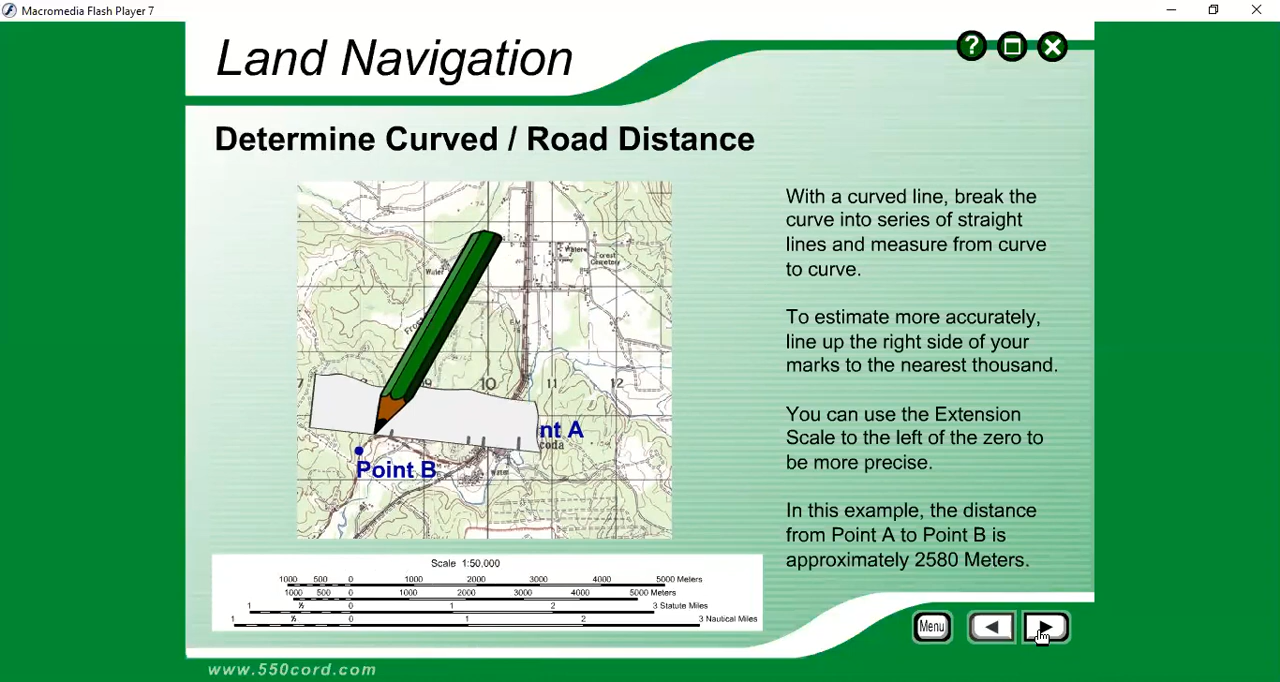 Macromedia Flash Player 7
Land Navigation
?
Determine Curved / Road Distance
With a curved line, break the
curve into series of straight
lines and measure from curve
to curve.
To estimate more accurately,
line up the right side of your
marks to the nearest thousand.
You can use the Extension
Scale to the left of the zero to
be more precise.
In this example, the distance
from Point A to Point B is
approximately 2580 Meters.
Water
Forest
Cemetery
7
9
10
11
12
nt A
coda
Point B
Water
Scale 1:50,000
1000 500 0 1000 2000 3000 4000 5000 Meters
1000 500 0 1000 2000 3000 4000 5000 Meters
1 ½ 0 1 2 3 Statute Miles
1 ½ 0 1 2 3 Nautical Miles
Menu
www.550cord.com